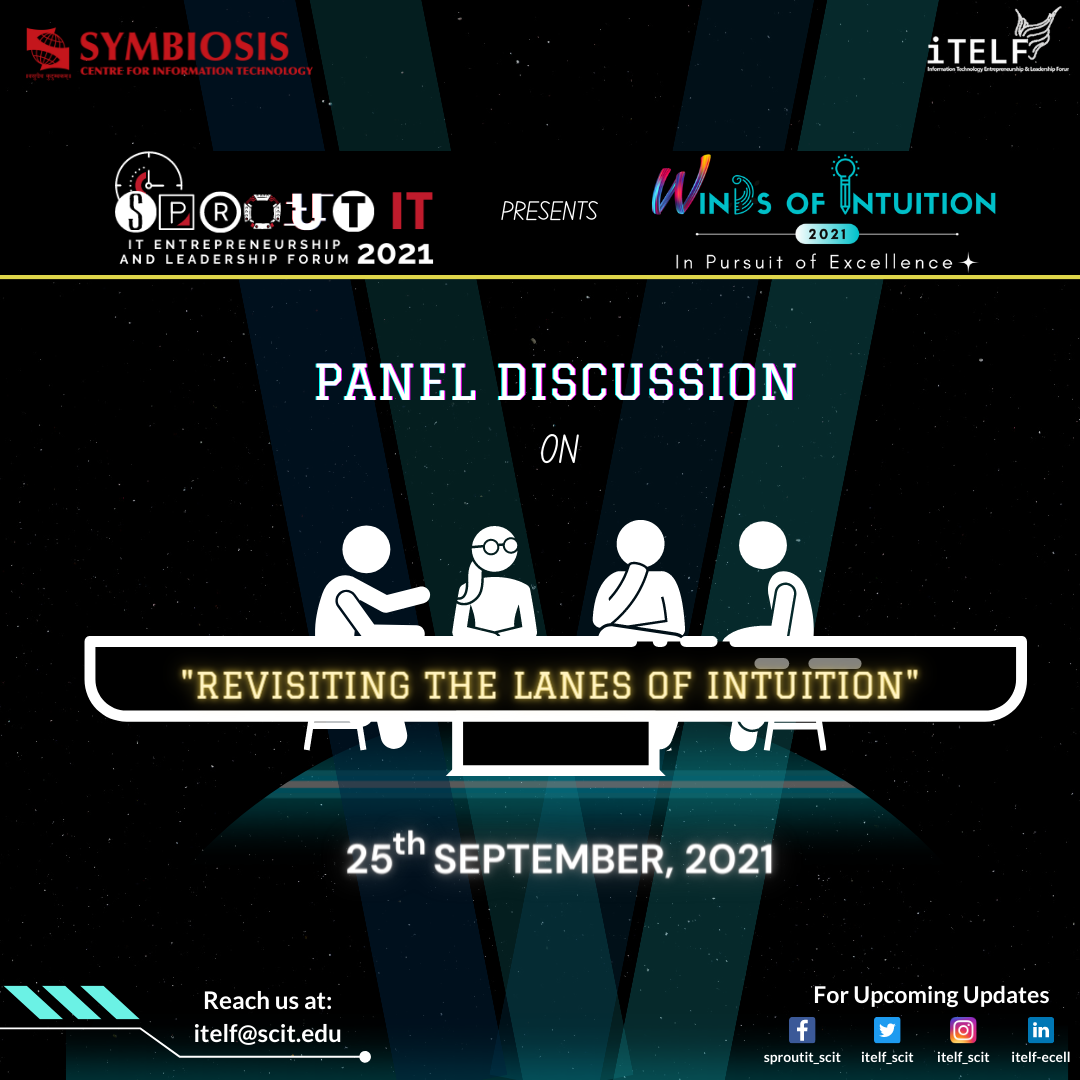 SYMBIOSIS
CENTRE FOR INFORMATION TECHNOLOGY
iTELF
Information Technology Entrepreneurship & Leadership Forum
SPROUT IT
IT ENTREPRENEURSHIP
AND LEADERSHIP FORUM 2021
PRESENTS
WINDS OF INTUITION
2021
In Pursuit of Excellence
PANEL DISCUSSION
ON
"REVISITING THE LANES OF INTUITION"
25th SEPTEMBER, 2021
Reach us at:
itelf@scit.edu
For Upcoming Updates
sproutit_scit itelf_scit itelf_scit itelf-ecell